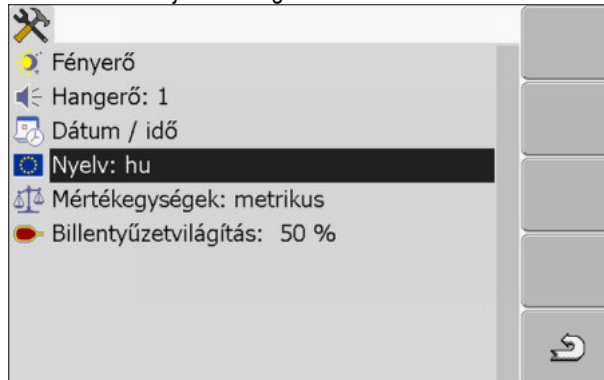 Fényerő
Hangerő: 1
Dátum / idő
Nyelv: hu
Mértékegységek: metrikus
Billentyűzetvilágítás: 50 %